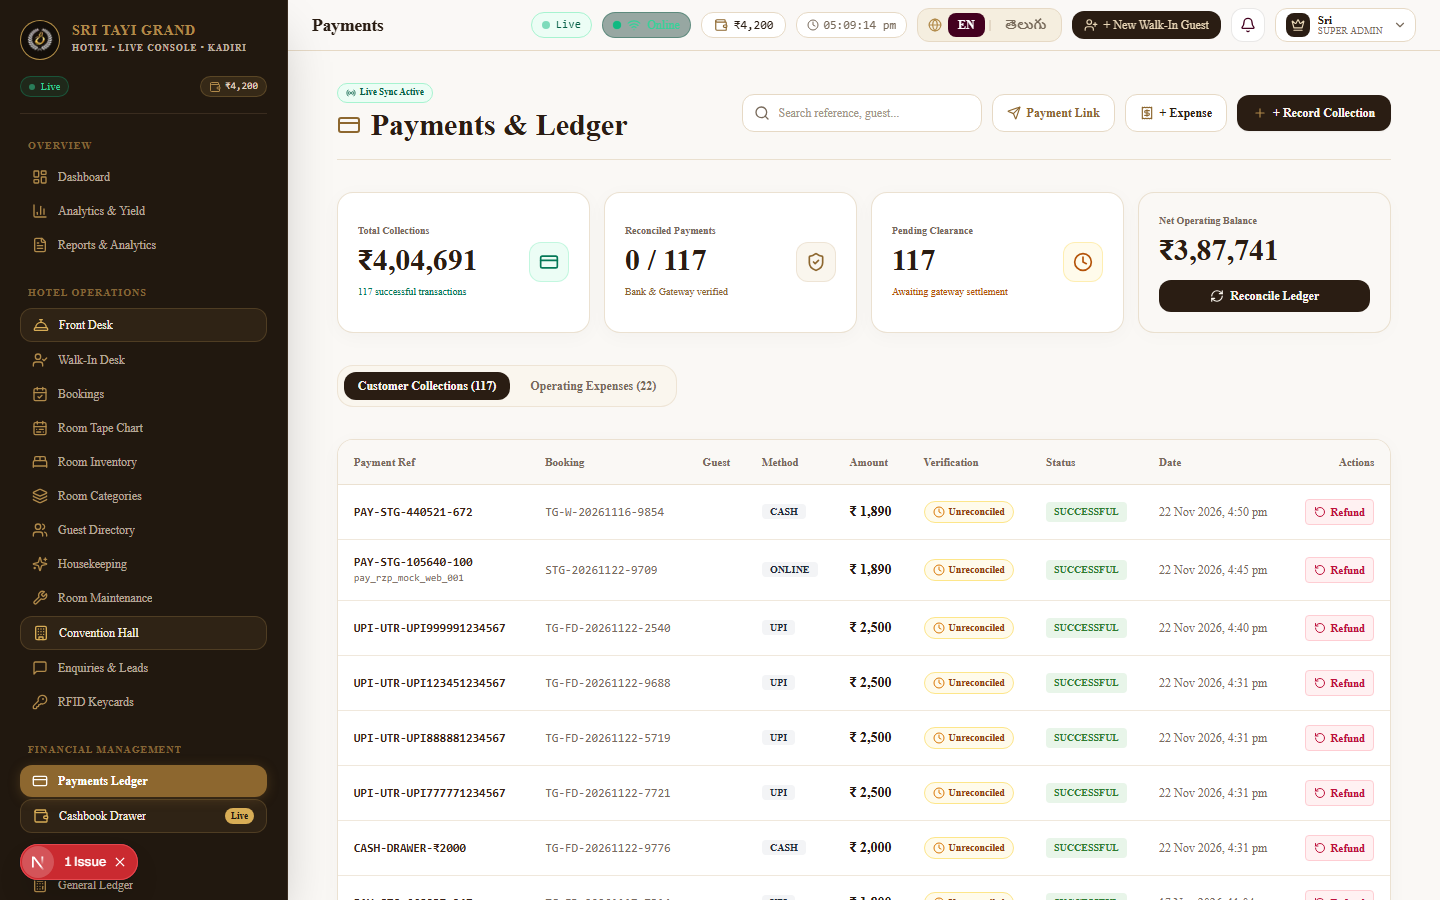 SRI TAYI GRAND
HOTEL • LIVE CONSOLE • KADIRI
Live
₹4,200
OVERVIEW
Dashboard
Analytics & Yield
Reports & Analytics
HOTEL OPERATIONS
Front Desk
Walk-In Desk
Bookings
Room Tape Chart
Room Inventory
Room Categories
Guest Directory
Housekeeping
Room Maintenance
Convention Hall
Enquiries & Leads
RFID Keycards
FINANCIAL MANAGEMENT
Payments Ledger
Cashbook Drawer Live
N 1 Issue
General Ledger
Payments
Live
Online
₹4,200
05:09:14 pm
EN | తెలుగు
+ New Walk-In Guest
Sri
SUPER ADMIN
Live Sync Active
Payments & Ledger
Search reference, guest...
Payment Link
+ Expense
+ + Record Collection
Total Collections
₹4,04,691
117 successful transactions
Reconciled Payments
0 / 117
Bank & Gateway verified
Pending Clearance
117
Awaiting gateway settlement
Net Operating Balance
₹3,87,741
Reconcile Ledger
Customer Collections (117) Operating Expenses (22)
Payment Ref Booking Guest Method Amount Verification Status Date Actions
PAY-STG-440521-672 TG-W-20261116-9854 CASH ₹ 1,890 Unreconciled SUCCESSFUL 22 Nov 2026, 4:50 pm Refund
PAY-STG-105640-100 STG-20261122-9709 ONLINE ₹ 1,890 Unreconciled SUCCESSFUL 22 Nov 2026, 4:45 pm Refund
pay_rzp_mock_web_001
UPI-UTR-UPI999991234567 TG-FD-20261122-2540 UPI ₹ 2,500 Unreconciled SUCCESSFUL 22 Nov 2026, 4:40 pm Refund
UPI-UTR-UPI123451234567 TG-FD-20261122-9688 UPI ₹ 2,500 Unreconciled SUCCESSFUL 22 Nov 2026, 4:31 pm Refund
UPI-UTR-UPI888881234567 TG-FD-20261122-5719 UPI ₹ 2,500 Unreconciled SUCCESSFUL 22 Nov 2026, 4:31 pm Refund
UPI-UTR-UPI777771234567 TG-FD-20261122-7721 UPI ₹ 2,500 Unreconciled SUCCESSFUL 22 Nov 2026, 4:31 pm Refund
CASH-DRAWER-₹2000 TG-FD-20261122-9776 CASH ₹ 2,000 Unreconciled SUCCESSFUL 22 Nov 2026, 4:31 pm Refund